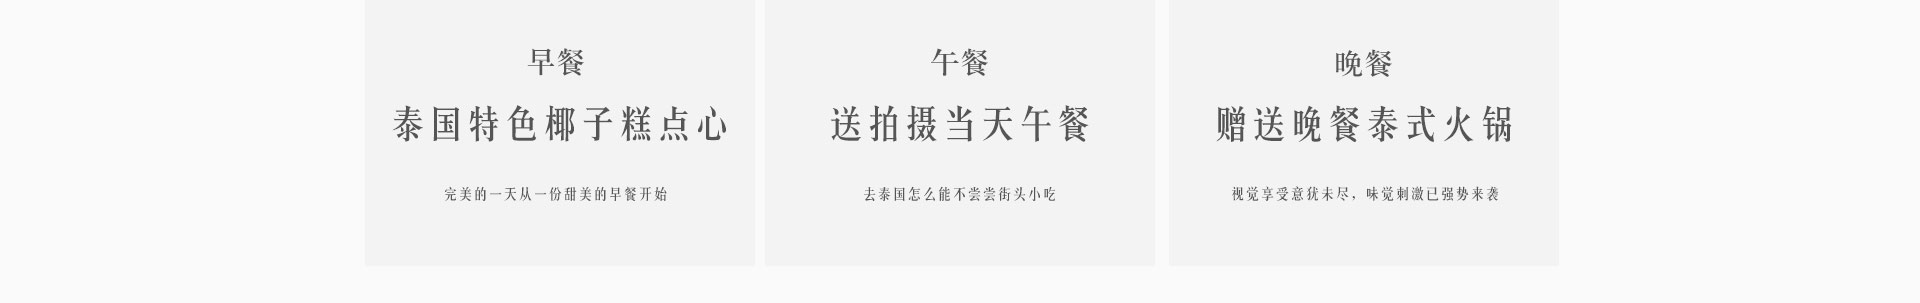 早餐
泰国特色椰子糕点心
完美的一天从一份甜美的早餐开始
午餐
送拍摄当天午餐
去泰国怎么能不尝尝街头小吃
晚餐
赠送晚餐泰式火锅
视觉享受意犹未尽，味觉刺激已强势来袭